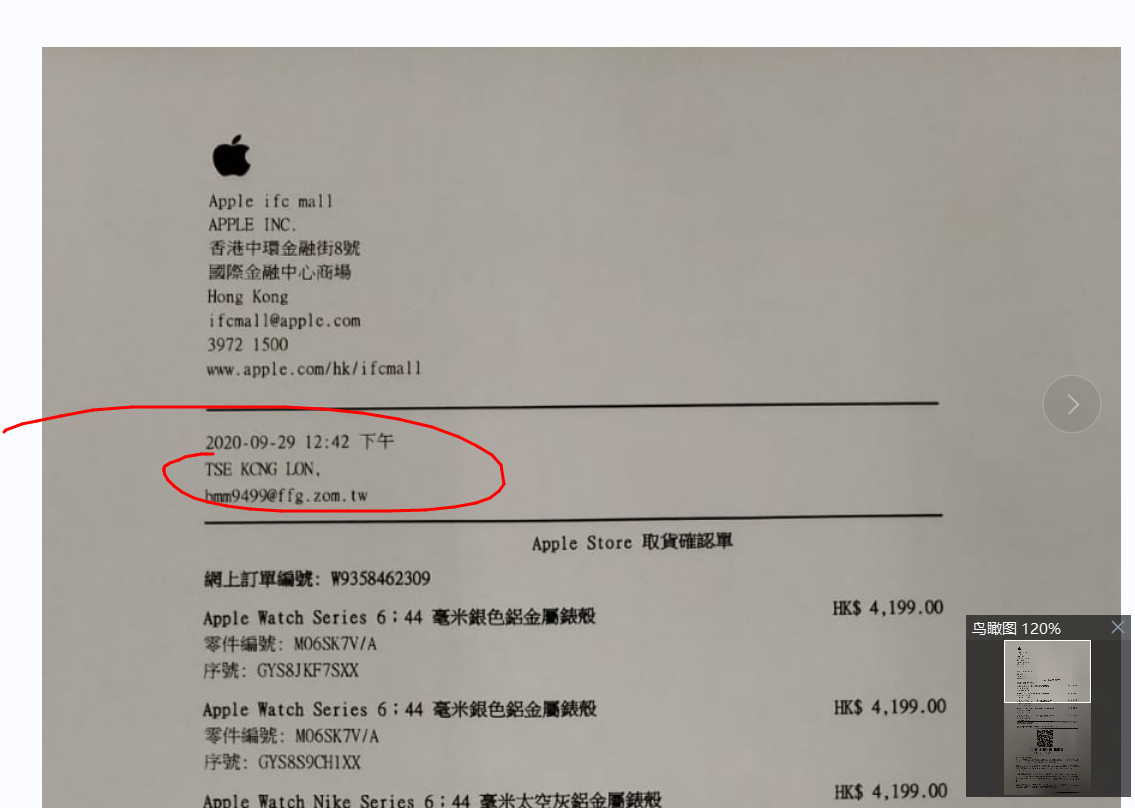 Apple ifc mall
APPLE INC.
香港中環金融街8號
國際金融中心商場
Hong Kong
ifcmall@apple.com
3972 1500
www.apple.com/hk/ifcmall
2020-09-29 12:42 下午
TSE KCNG LON,
hmm9499@ffg.zom.tw
Apple Store 取貨確認單
網上訂單編號: W9358462309
Apple Watch Series 6；44 毫米銀色鋁金屬錶殼 HK$ 4,199.00
零件編號: M06SK7V/A
序號: GYS8JKF7SXX
Apple Watch Series 6；44 毫米銀色鋁金屬錶殼 HK$ 4,199.00
零件編號: M06SK7V/A
序號: GYS8S9CH1XX
Apple Watch Nike Series 6；44 毫米太空灰鋁金屬錶殼 HK$ 4,199.00
鸟瞰图 120%